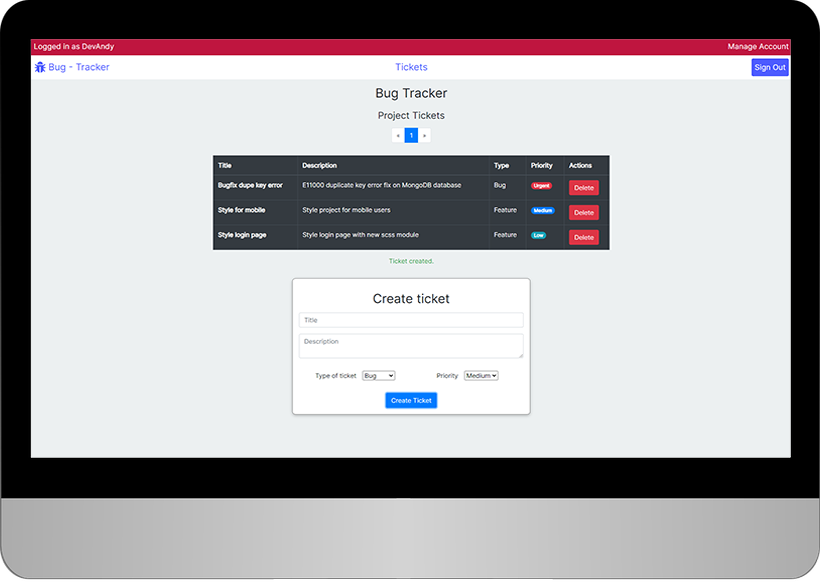 Logged in as DevAndy Manage Account
Bug - Tracker Tickets Sign Out
Bug Tracker
Project Tickets
« 1 »
Title Description Type Priority Actions
Bugfix dupe key error E11000 duplicate key error fix on MongoDB database Bug Urgent Delete
Style for mobile Style project for mobile users Feature Medium Delete
Style login page Style login page with new scss module Feature Low Delete
Ticket created.
Create ticket
Title
Description
Type of ticket Bug Priority Medium
Create Ticket